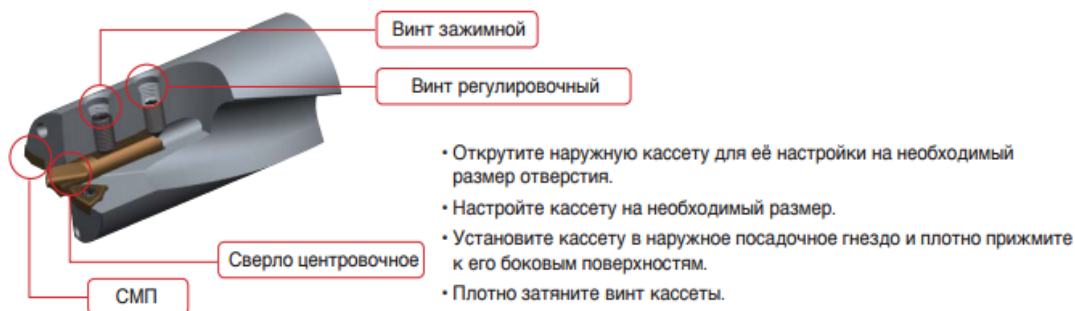 Винт зажимной
Винт регулировочный
• Открутите наружную кассету для её настройки на необходимый
размер отверстия.
• Настройте кассету на необходимый размер.
• Установите кассету в наружное посадочное гнездо и плотно прижмите
к его боковым поверхностям.
• Плотно затяните винт кассеты.
Сверло центровочное
СМП